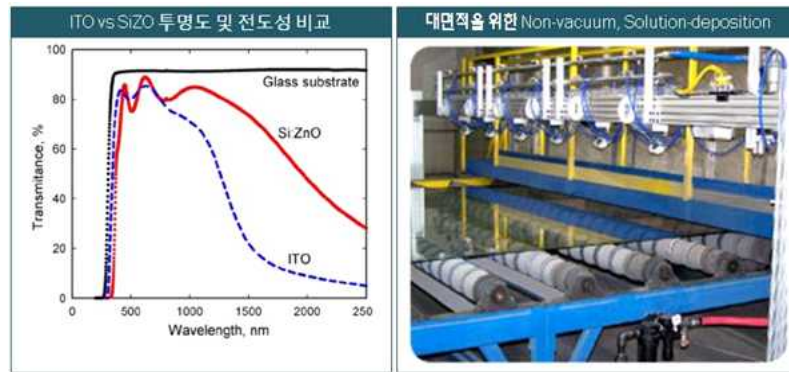 ITO vs SiZO 투명도 및 전도성 비교
대면적을 위한 Non-vacuum, Solution-deposition
Transmitance, %
100
80
60
40
20
0
Glass substrate
Si:ZnO
ITO
0
500
1000
1500
2000
250
Wavelength, nm